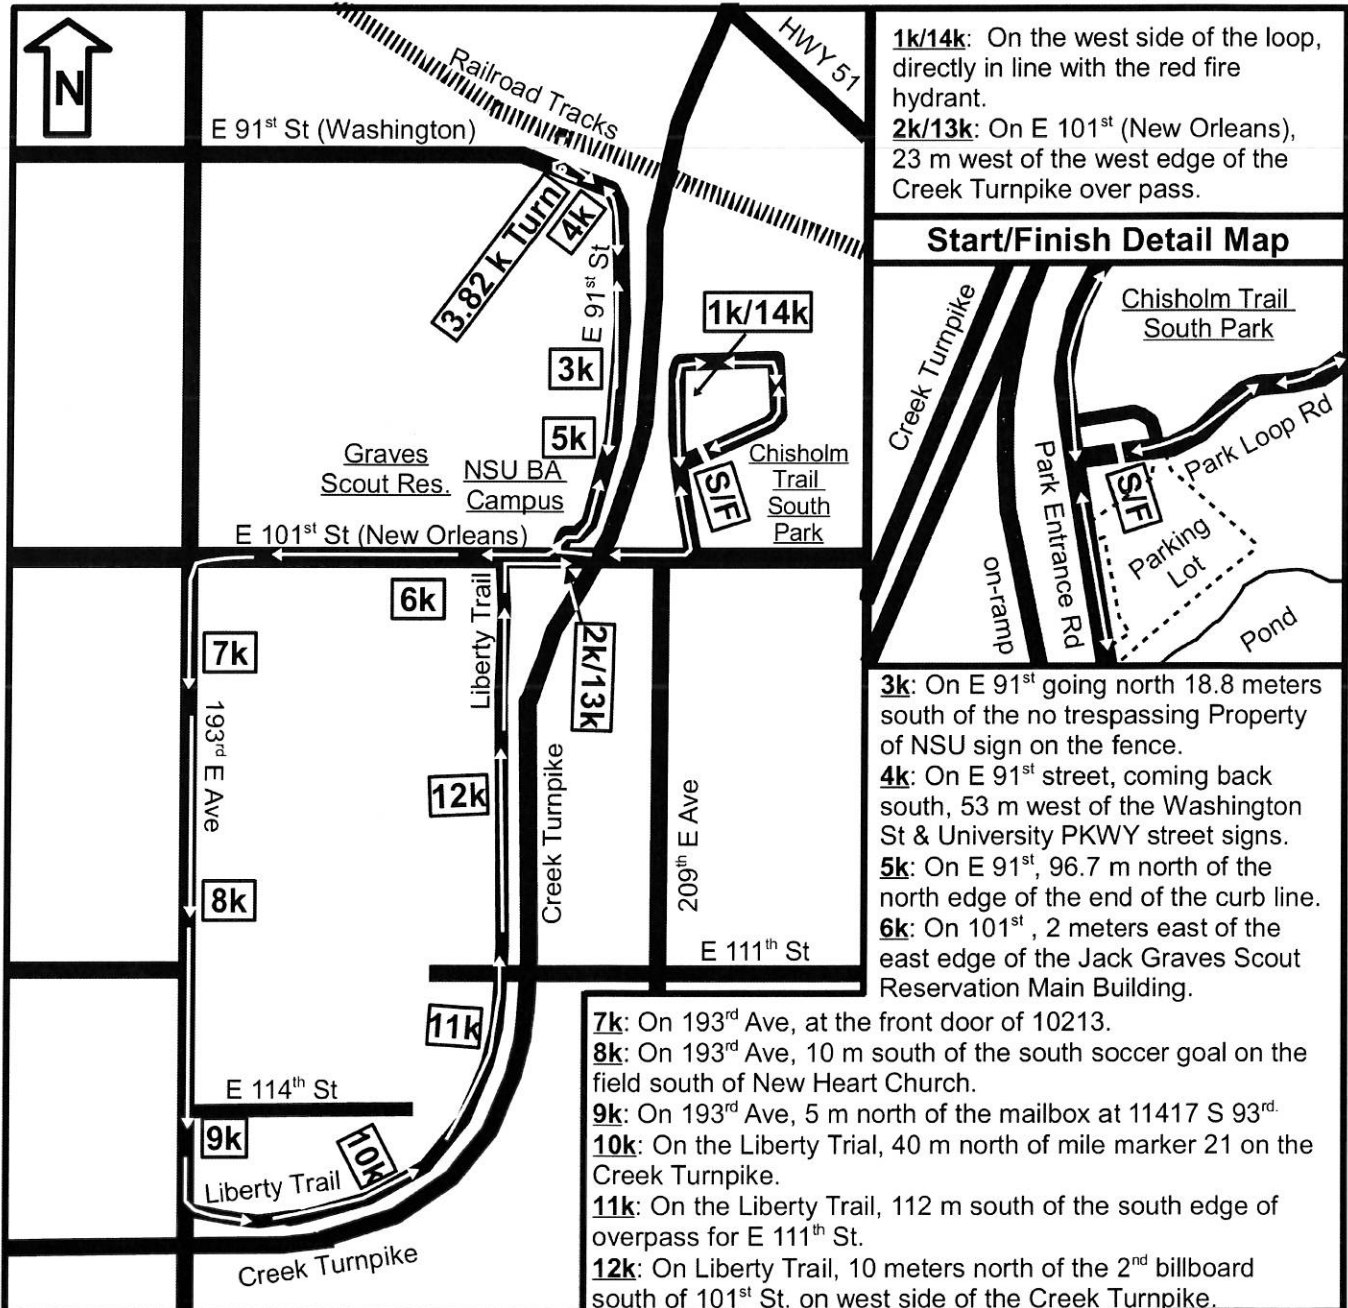 N
E 91st St (Washington)
Railroad Tracks
HWY 51
3.82 k Turn
4k
E 91st St
1k/14k
3k
5k
Graves
Scout Res.
NSU BA
Campus
S/F
Chisholm
Trail
South
Park
E 101st St (New Orleans)
6k
Liberty Trail
2k/13k
7k
193rd E Ave
12k
Creek Turnpike
209th E Ave
8k
E 111th St
11k
E 114th St
9k
10k
Liberty Trail
Creek Turnpike
1k/14k: On the west side of the loop,
directly in line with the red fire
hydrant.
2k/13k: On E 101st (New Orleans),
23 m west of the west edge of the
Creek Turnpike over pass.
Start/Finish Detail Map
Creek Turnpike
Chisholm Trail
South Park
Park Loop Rd
S/F
Park Entrance Rd
on-ramp
Parking
Lot
Pond
3k: On E 91st going north 18.8 meters
south of the no trespassing Property
of NSU sign on the fence.
4k: On E 91st street, coming back
south, 53 m west of the Washington
St & University PKWY street signs.
5k: On E 91st, 96.7 m north of the
north edge of the end of the curb line.
6k: On 101st , 2 meters east of the
east edge of the Jack Graves Scout
Reservation Main Building.
7k: On 193rd Ave, at the front door of 10213.
8k: On 193rd Ave, 10 m south of the south soccer goal on the
field south of New Heart Church.
9k: On 193rd Ave, 5 m north of the mailbox at 11417 S 93rd.
10k: On the Liberty Trial, 40 m north of mile marker 21 on the
Creek Turnpike.
11k: On the Liberty Trail, 112 m south of the south edge of
overpass for E 111th St.
12k: On Liberty Trail, 10 meters north of the 2nd billboard
south of 101st St. on west side of the Creek Turnpike.